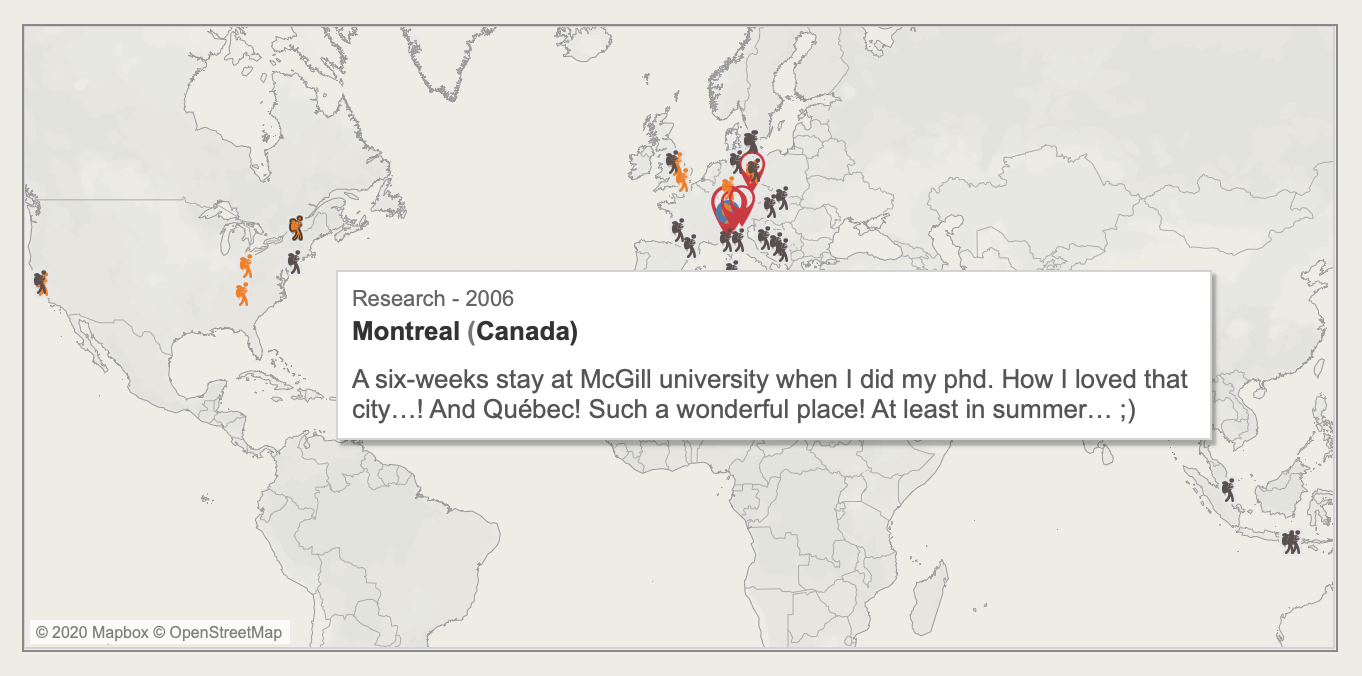 Research - 2006
Montreal (Canada)
A six-weeks stay at McGill university when I did my phd. How I loved that
city…! And Québec! Such a wonderful place! At least in summer… ;)
© 2020 Mapbox © OpenStreetMap